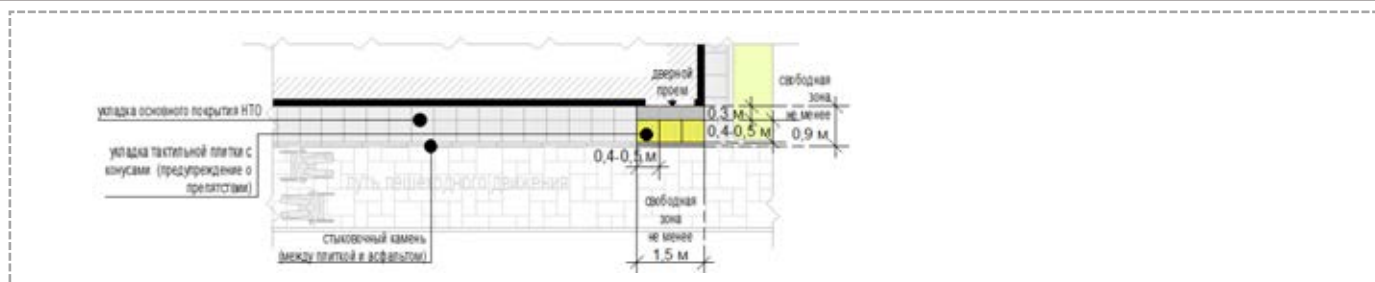 дверной
проем
свободная
зона
не менее
0,9 м
0,3 м
0,4-0,5 м
укладка основного покрытия НТО
укладка тактильной плитки с
конусами (предупреждение о
препятствии)
0,4-0,5 м
путь пешеходного движения
свободная
зона
не менее
1,5 м
стыковочный камень
(между плиткой и асфальтом)